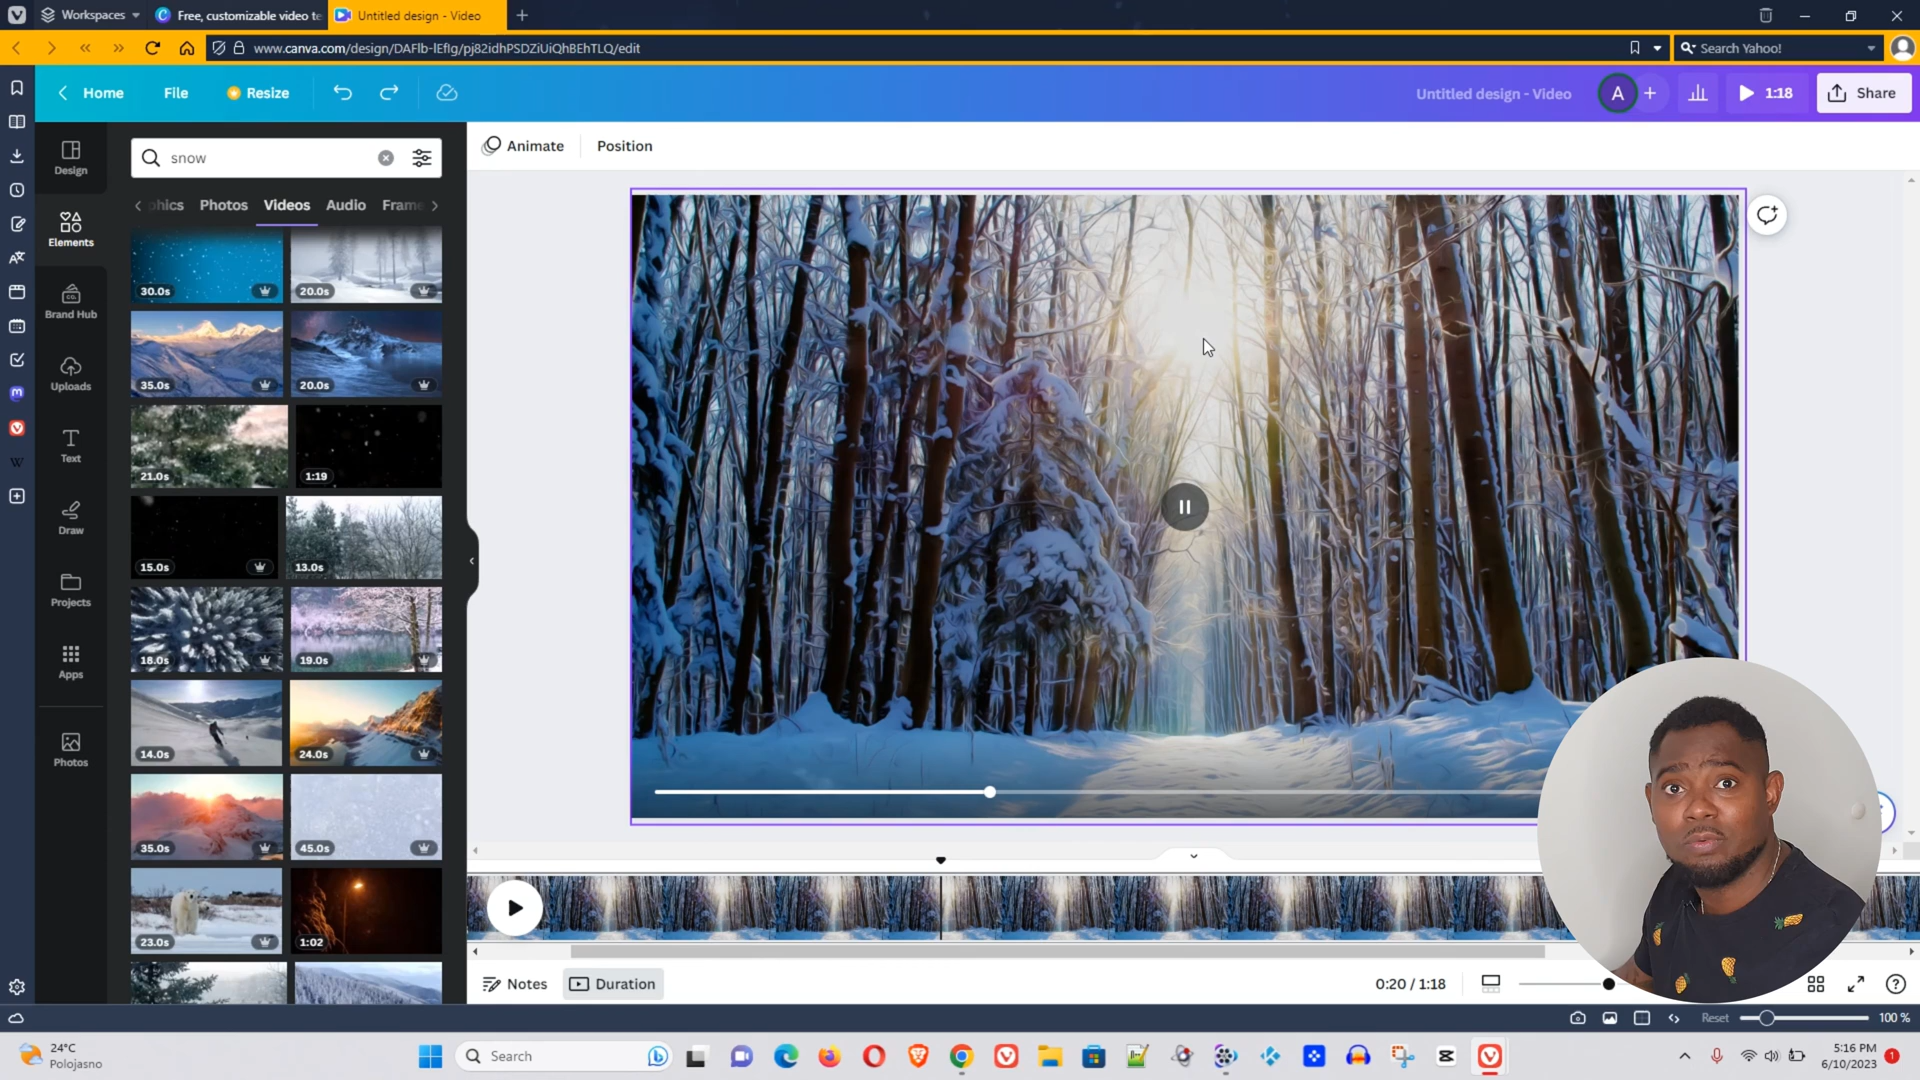 Workspaces
Free, customizable video te
Untitled design - Video
www.canva.com/design/DAFlb-lEfIg/pj82idhPSDZiUiQhBEhTLQ/edit
Search Yahoo!
Home
File
Resize
Untitled design - Video
A
1:18
Share
Design
Elements
Brand Hub
Uploads
Text
Draw
Projects
Apps
Photos
snow
phics
Photos
Videos
Audio
Frame
30.0s
20.0s
35.0s
20.0s
21.0s
1:19
15.0s
13.0s
18.0s
19.0s
14.0s
24.0s
35.0s
45.0s
23.0s
1:02
Animate
Position
Notes
Duration
0:20 / 1:18
Reset
100 %
24°C
Polojasno
Search
5:16 PM
6/10/2023
1